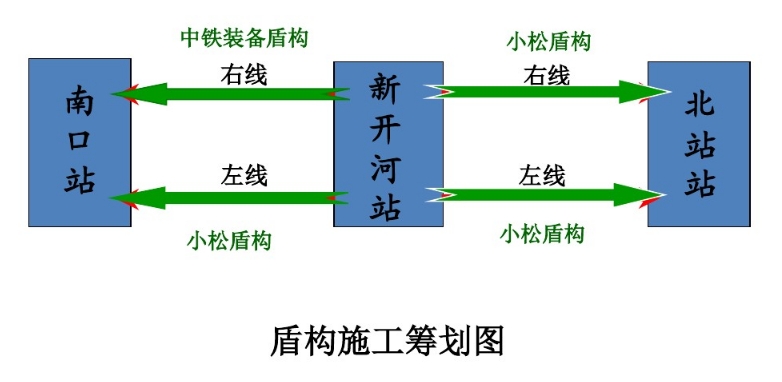 中铁装备盾构
小松盾构
右线
右线
南口站
新开河站
北站站
左线
左线
小松盾构
小松盾构
盾构施工筹划图